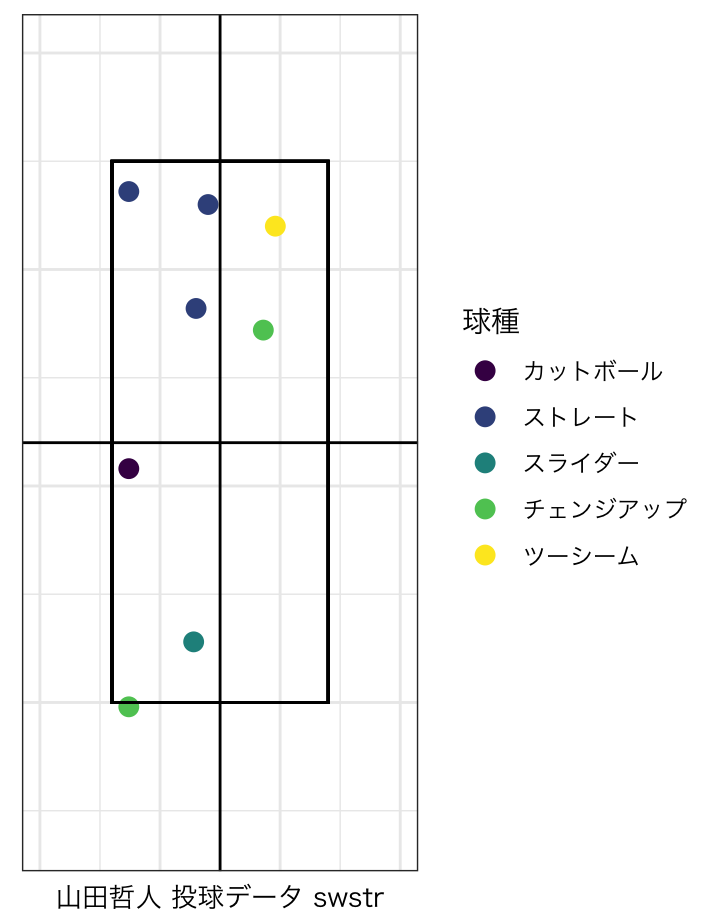 球種
カットボール
ストレート
スライダー
チェンジアップ
ツーシーム
山田哲人 投球データ swstr